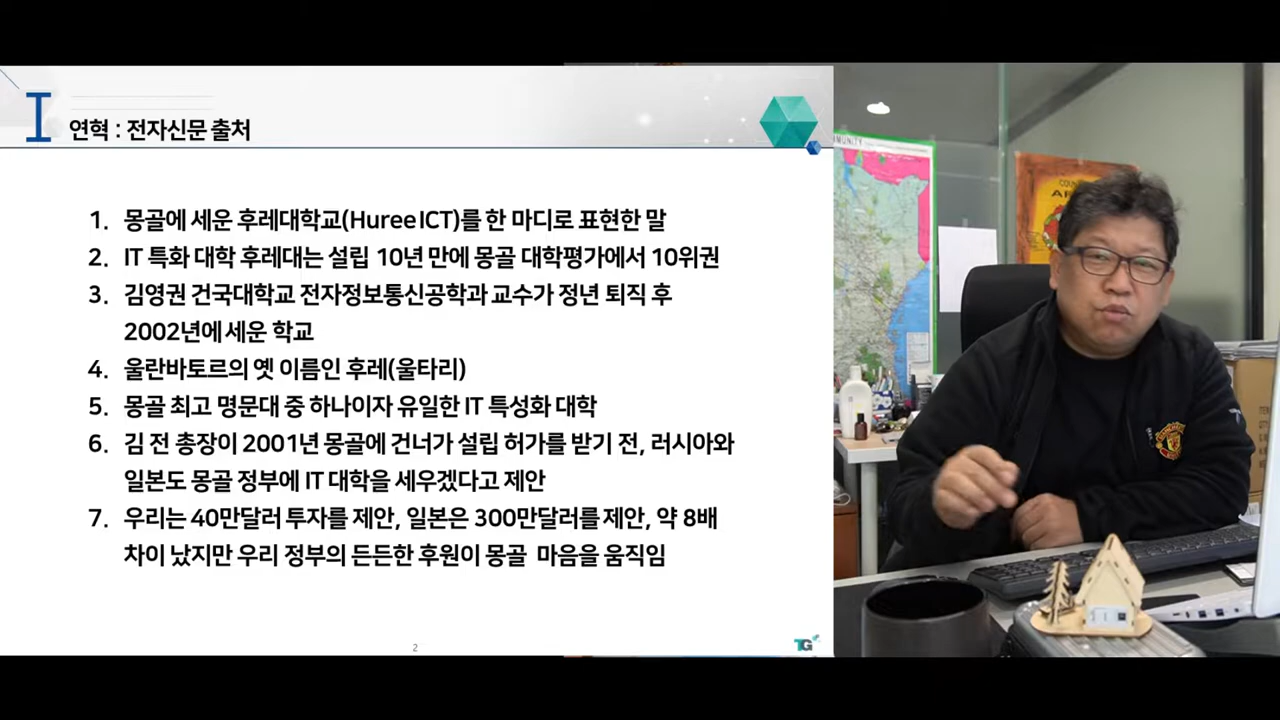 I
연혁 : 전자신문 출처
1. 몽골에 세운 후레대학교(Huree ICT)를 한 마디로 표현한 말
2. IT 특화 대학 후레대는 설립 10년 만에 몽골 대학평가에서 10위권
3. 김영권 건국대학교 전자정보통신공학과 교수가 정년 퇴직 후
2002년에 세운 학교
4. 울란바토르의 옛 이름인 후레(울타리)
5. 몽골 최고 명문대 중 하나이자 유일한 IT 특성화 대학
6. 김 전 총장이 2001년 몽골에 건너가 설립 허가를 받기 전, 러시아와
일본도 몽골 정부에 IT 대학을 세우겠다고 제안
7. 우리는 40만달러 투자를 제안, 일본은 300만달러를 제안, 약 8배
차이 났지만 우리 정부의 든든한 후원이 몽골 마음을 움직임
2
TG